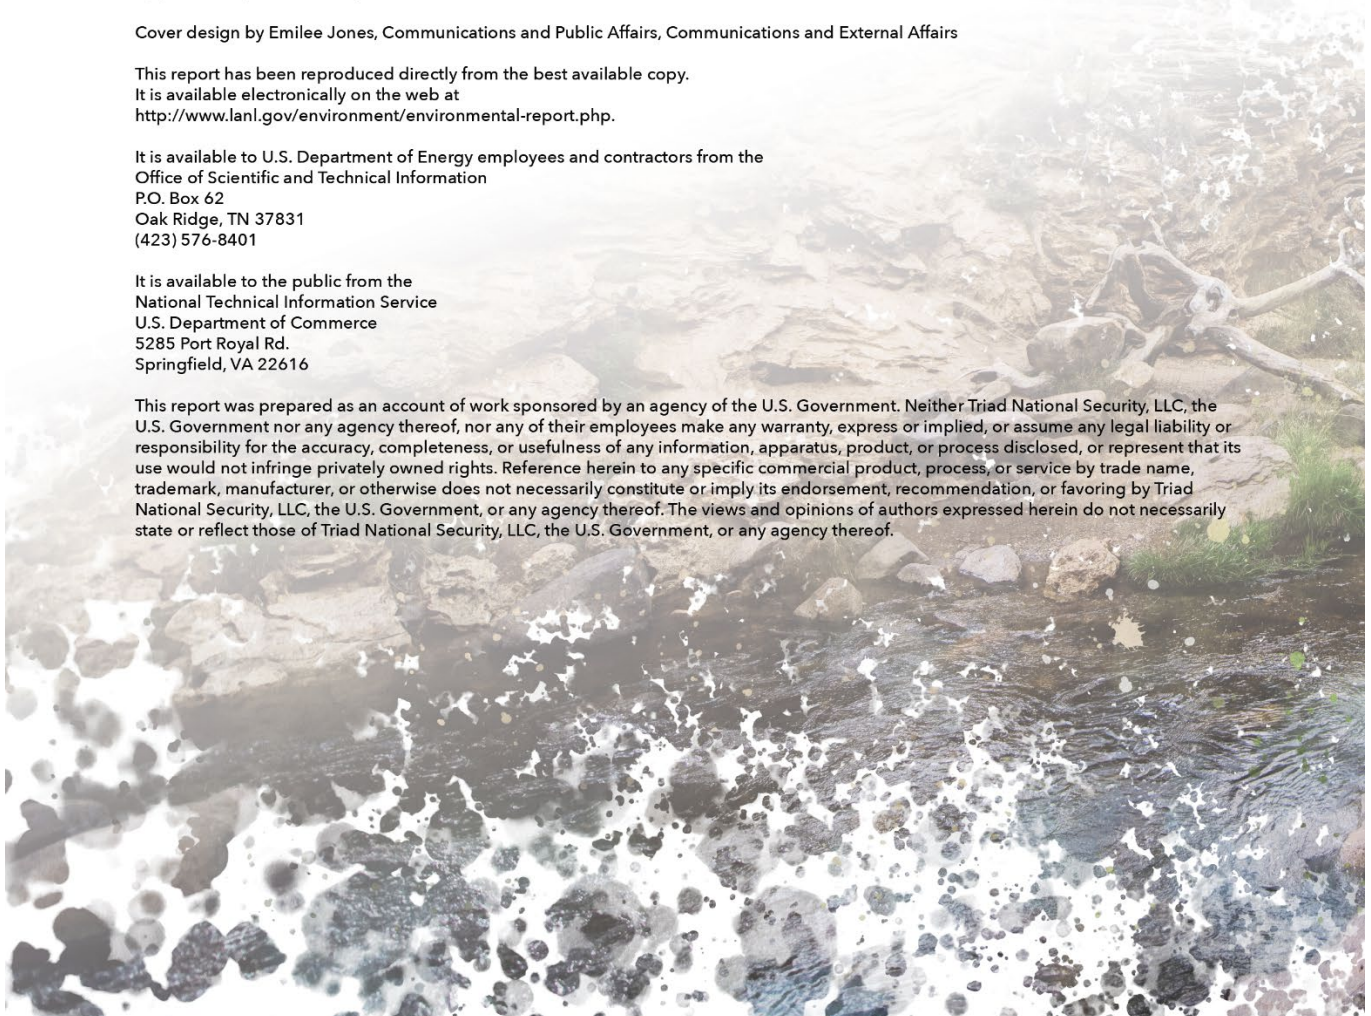 Cover design by Emilee Jones, Communications and Public Affairs, Communications and External Affairs
This report has been reproduced directly from the best available copy.
It is available electronically on the web at
http://www.lanl.gov/environment/environmental-report.php.
It is available to U.S. Department of Energy employees and contractors from the
Office of Scientific and Technical Information
P.O. Box 62
Oak Ridge, TN 37831
(423) 576-8401
It is available to the public from the
National Technical Information Service
U.S. Department of Commerce
5285 Port Royal Rd.
Springfield, VA 22616
This report was prepared as an account of work sponsored by an agency of the U.S. Government. Neither Triad National Security, LLC, the
U.S. Government nor any agency thereof, nor any of their employees make any warranty, express or implied, or assume any legal liability or
responsibility for the accuracy, completeness, or usefulness of any information, apparatus, product, or process disclosed, or represent that its
use would not infringe privately owned rights. Reference herein to any specific commercial product, process, or service by trade name,
trademark, manufacturer, or otherwise does not necessarily constitute or imply its endorsement, recommendation, or favoring by Triad
National Security, LLC, the U.S. Government, or any agency thereof. The views and opinions of authors expressed herein do not necessarily
state or reflect those of Triad National Security, LLC, the U.S. Government, or any agency thereof.